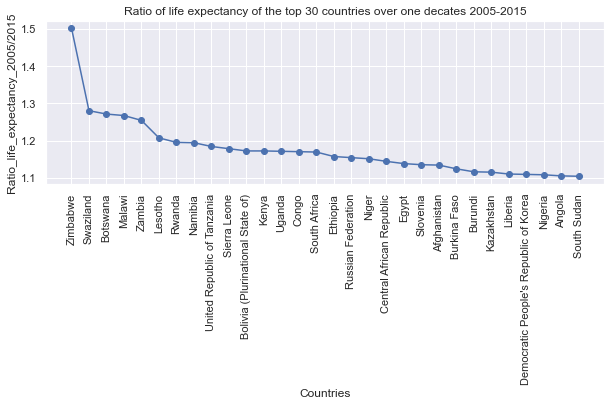 Ratio of life expectancy of the top 30 countries over one decates 2005-2015
Ratio_life_expectancy_2005/2015
1.5
1.4
1.3
1.2
1.1
Zimbabwe
Swaziland
Botswana
Malawi
Zambia
Lesotho
Rwanda
Namibia
United Republic of Tanzania
Sierra Leone
Bolivia (Plurinational State of)
Kenya
Uganda
Congo
South Africa
Ethiopia
Russian Federation
Niger
Central African Republic
Egypt
Slovenia
Afghanistan
Burkina Faso
Burundi
Kazakhstan
Liberia
Democratic People's Republic of Korea
Nigeria
Angola
South Sudan
Countries